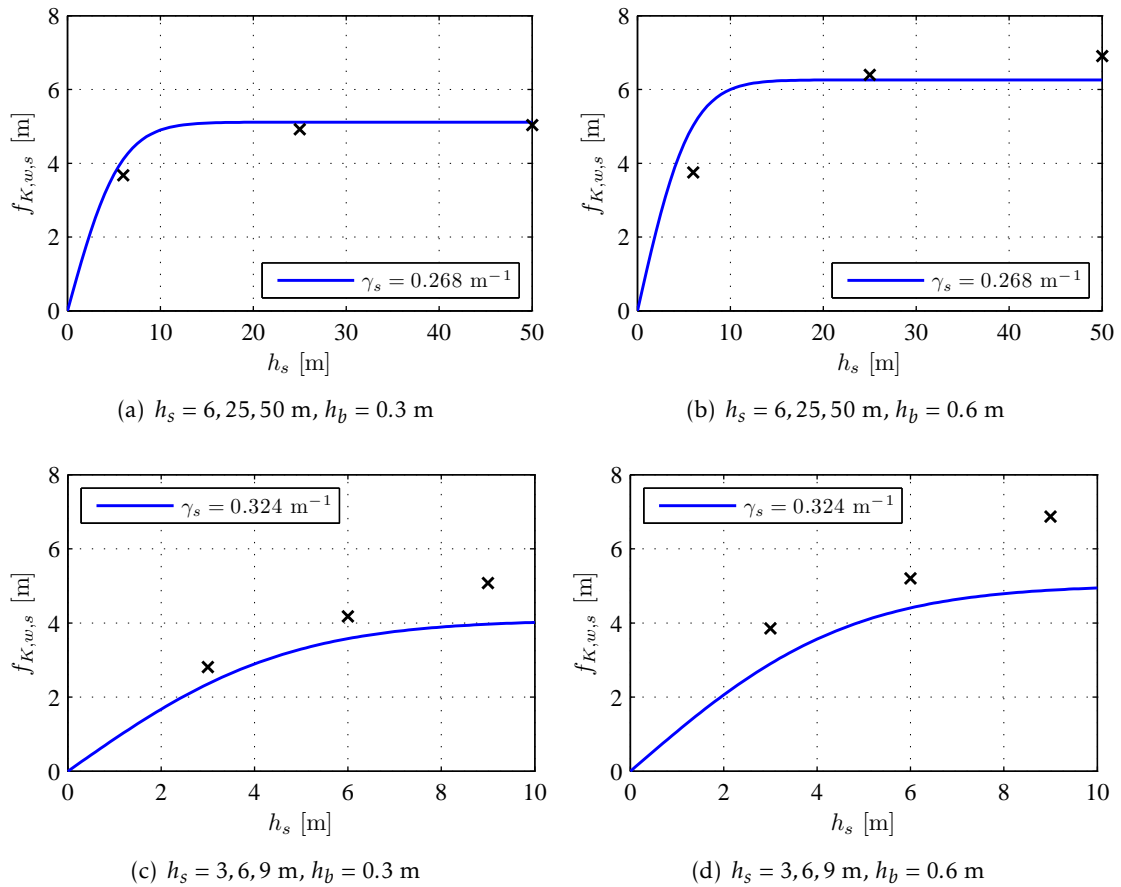 8
6
4
2
0
f_{K,w,s} [m]
0 10 20 30 40 50
h_s [m]
γ_s = 0.268 m^{−1}
(a) h_s = 6, 25, 50 m, h_b = 0.3 m
8
6
4
2
0
f_{K,w,s} [m]
0 10 20 30 40 50
h_s [m]
γ_s = 0.268 m^{−1}
(b) h_s = 6, 25, 50 m, h_b = 0.6 m
8
6
4
2
0
f_{K,w,s} [m]
0 2 4 6 8 10
h_s [m]
γ_s = 0.324 m^{−1}
(c) h_s = 3, 6, 9 m, h_b = 0.3 m
8
6
4
2
0
f_{K,w,s} [m]
0 2 4 6 8 10
h_s [m]
γ_s = 0.324 m^{−1}
(d) h_s = 3, 6, 9 m, h_b = 0.6 m